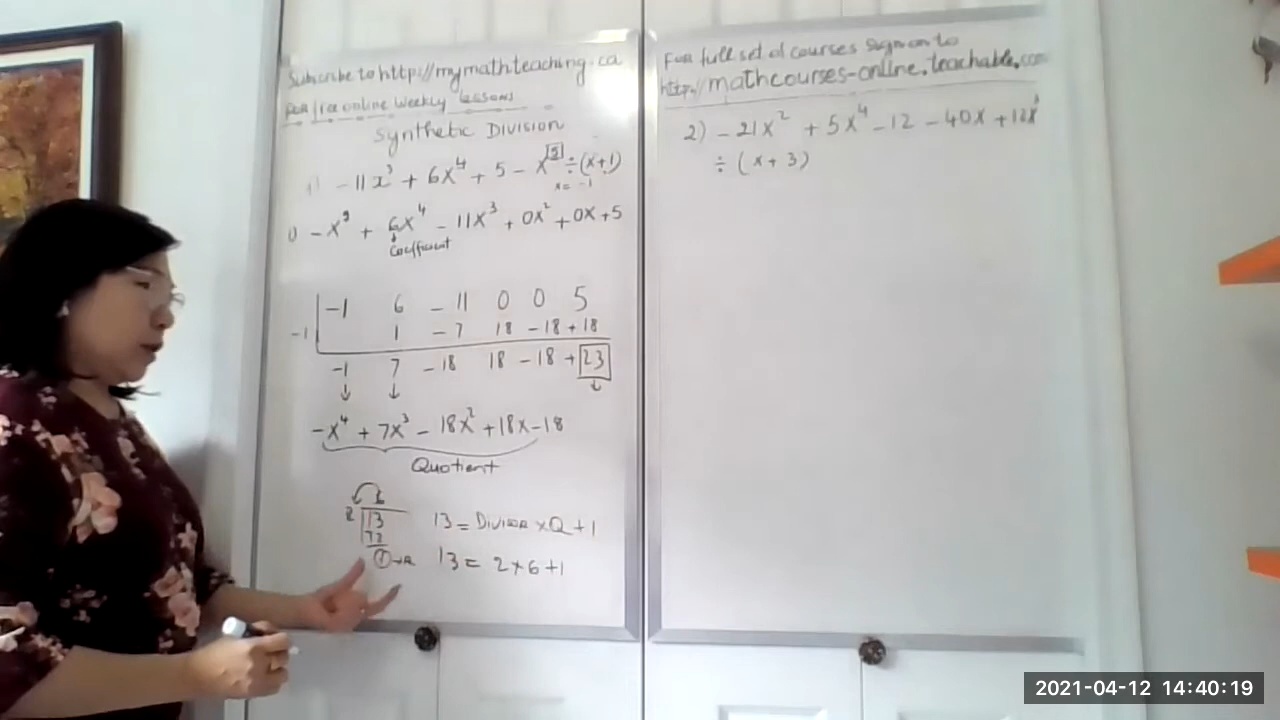 Subscribe to http://mymathteaching.ca
For free online weekly lessons
Synthetic Division
1) -11x³ + 6x⁴ + 5 - x⁵ ÷ (x+1)
x = -1
-x⁵ + 6x⁴ - 11x³ + 0x² + 0x + 5
coefficient
-1 6 -11 0 0 5
-1 1 -7 18 -18 +18
-1 7 -18 18 -18 +23
-x⁴ + 7x³ - 18x² + 18x - 18
Quotient
6
2 13 13 = Divisor x Q + 1
12
1 → R 13 = 2 x 6 + 1
For full set of courses sign on to
http://mathcourses-online.teachable.com
2) -21x² + 5x⁴ - 12 - 40x +
÷ (x + 3)
2021-04-12 14:40:19